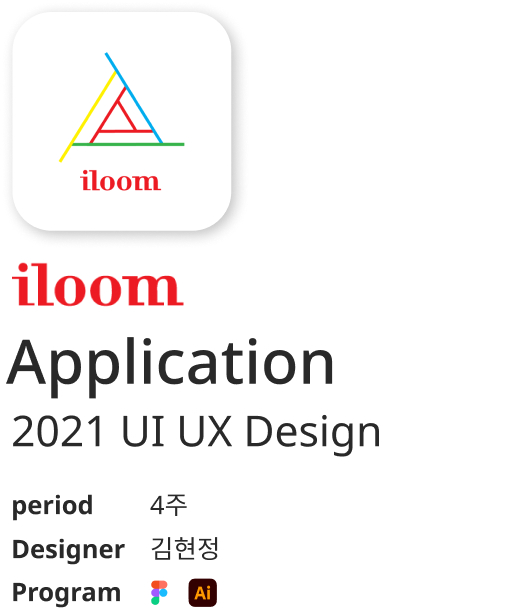 iloom
iloom
Application
2021 UI UX Design
period 4주
Designer 김현정
Program Ai